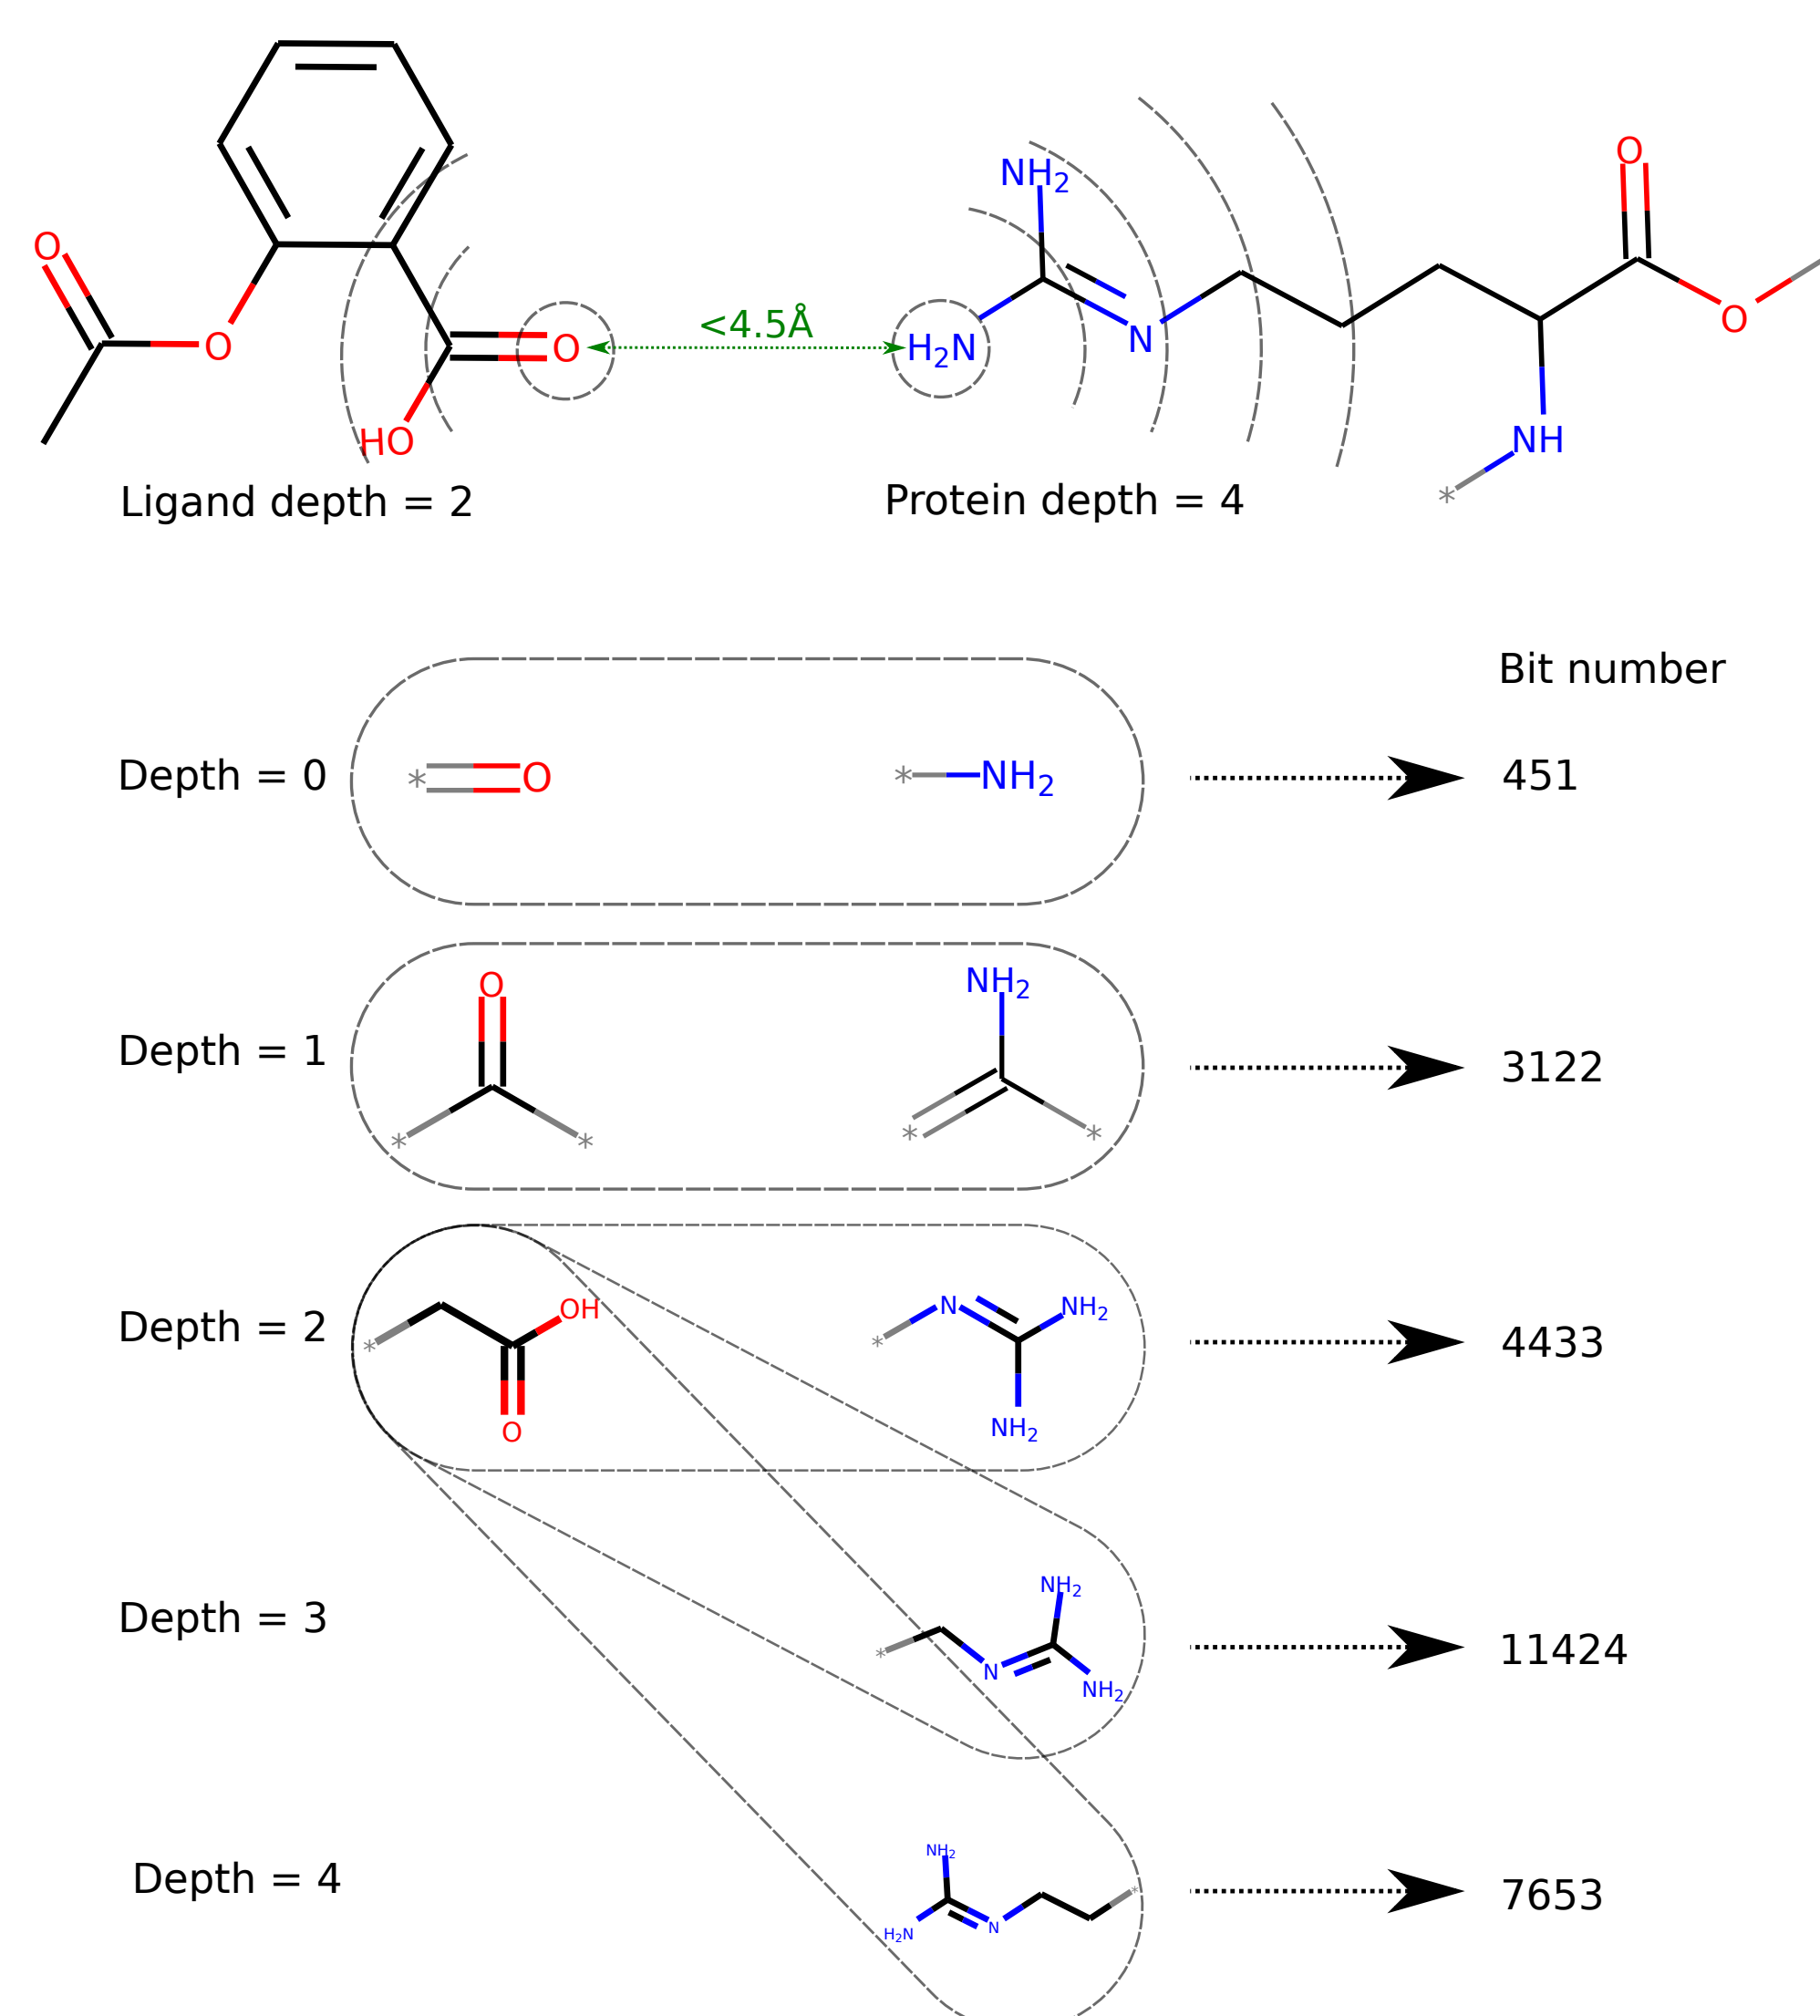 O
NH2
O
O
<4.5Å
H2N
N
O
O
HO
NH
*
Ligand depth = 2
Protein depth = 4
Bit number
Depth = 0
*
O
*
NH2
451
O
NH2
Depth = 1
3122
*
*
*
*
Depth = 2
OH
N
NH2
*
*
4433
O
NH2
NH2
Depth = 3
*
N
NH2
11424
NH2
Depth = 4
*
7653
H2N
N